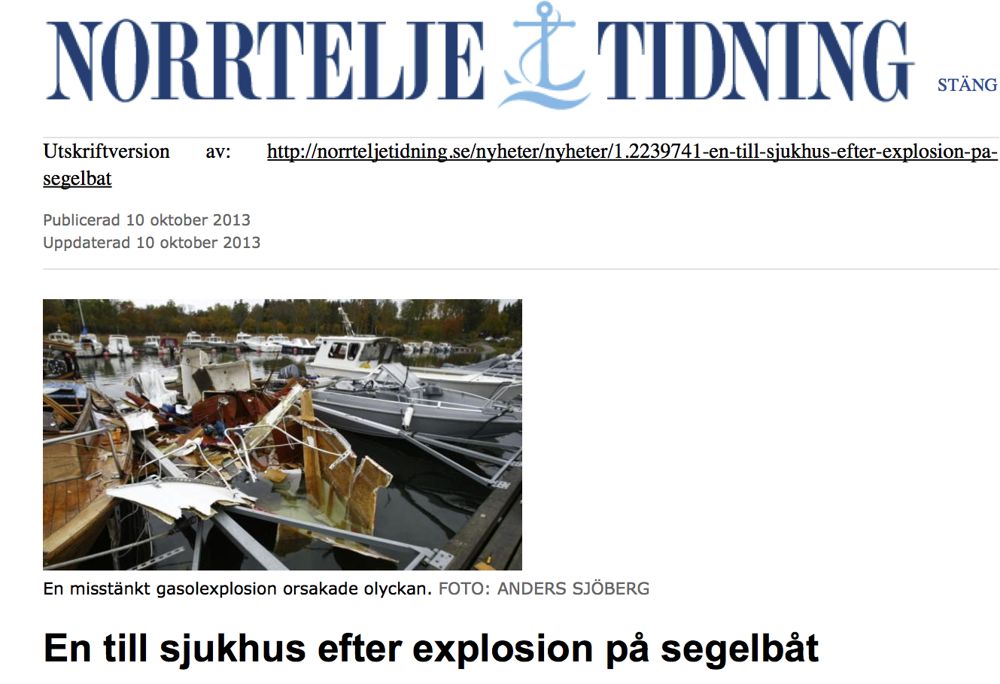 NORRTELJE TIDNING
STÄNG
Utskriftversion av: http://norrteljetidning.se/nyheter/nyheter/1.2239741-en-till-sjukhus-efter-explosion-pa-
segelbat
Publicerad 10 oktober 2013
Uppdaterad 10 oktober 2013
En misstänkt gasolexplosion orsakade olyckan. FOTO: ANDERS SJÖBERG
En till sjukhus efter explosion på segelbåt